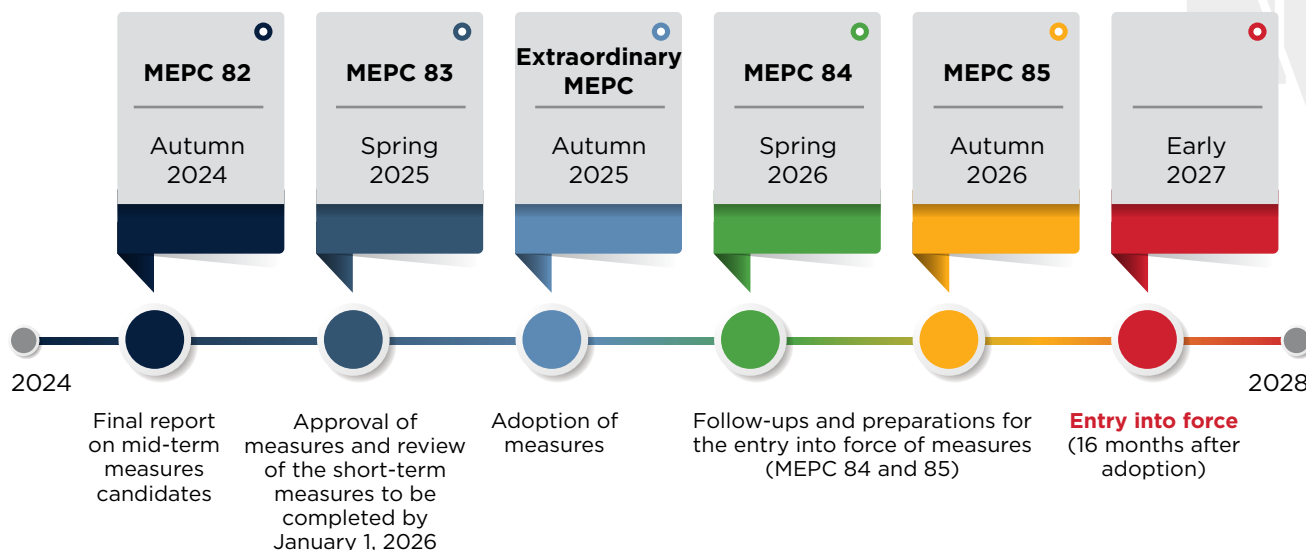 MEPC 82
Autumn
2024
MEPC 83
Spring
2025
Extraordinary
MEPC
Autumn
2025
MEPC 84
Spring
2026
MEPC 85
Autumn
2026
Early
2027
2024
2028
Final report
on mid-term
measures
candidates
Approval of
measures and review
of the short-term
measures to be
completed by
January 1, 2026
Adoption of
measures
Follow-ups and preparations for
the entry into force of measures
(MEPC 84 and 85)
Entry into force
(16 months after
adoption)